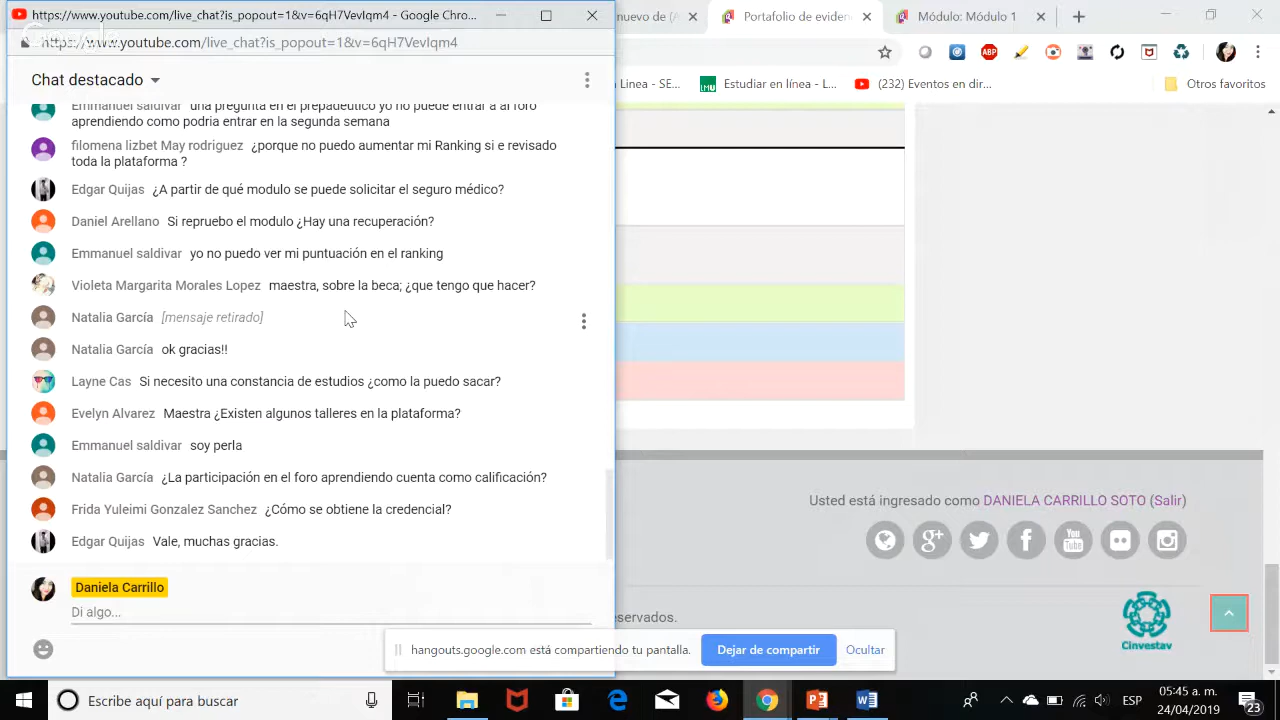 https://www.youtube.com/live_chat?is_popout=1&v=6qH7VevIqm4 - Google Chro...
nuevo de (A
Portafolio de eviden
Módulo: Módulo 1
https://www.youtube.com/live_chat?is_popout=1&v=6qH7VevIqm4
ABP
Chat destacado
Linea - SE...
LMU
Estudiar en línea - L...
(232) Eventos en dir...
Otros favoritos
Emmanuel saldivar una pregunta en el prepadeutico yo no puede entrar a al foro
aprendiendo como podria entrar en la segunda semana
filomena lizbet May rodriguez ¿porque no puedo aumentar mi Ranking si e revisado
toda la plataforma ?
Edgar Quijas ¿A partir de qué modulo se puede solicitar el seguro médico?
Daniel Arellano Si repruebo el modulo ¿Hay una recuperación?
Emmanuel saldivar yo no puedo ver mi puntuación en el ranking
Violeta Margarita Morales Lopez maestra, sobre la beca; ¿que tengo que hacer?
Natalia García [mensaje retirado]
Natalia García ok gracias!!
Layne Cas Si necesito una constancia de estudios ¿como la puedo sacar?
Evelyn Alvarez Maestra ¿Existen algunos talleres en la plataforma?
Emmanuel saldivar soy perla
Natalia García ¿La participación en el foro aprendiendo cuenta como calificación?
Frida Yuleimi Gonzalez Sanchez ¿Cómo se obtiene la credencial?
Edgar Quijas Vale, muchas gracias.
Daniela Carrillo
Di algo...
Usted está ingresado como DANIELA CARRILLO SOTO (Salir)
g+
You
Tube
eservados.
Cinvestav
hangouts.google.com está compartiendo tu pantalla.
Dejar de compartir
Ocultar
Escribe aquí para buscar
ESP
05:45 a. m.
24/04/2019
23